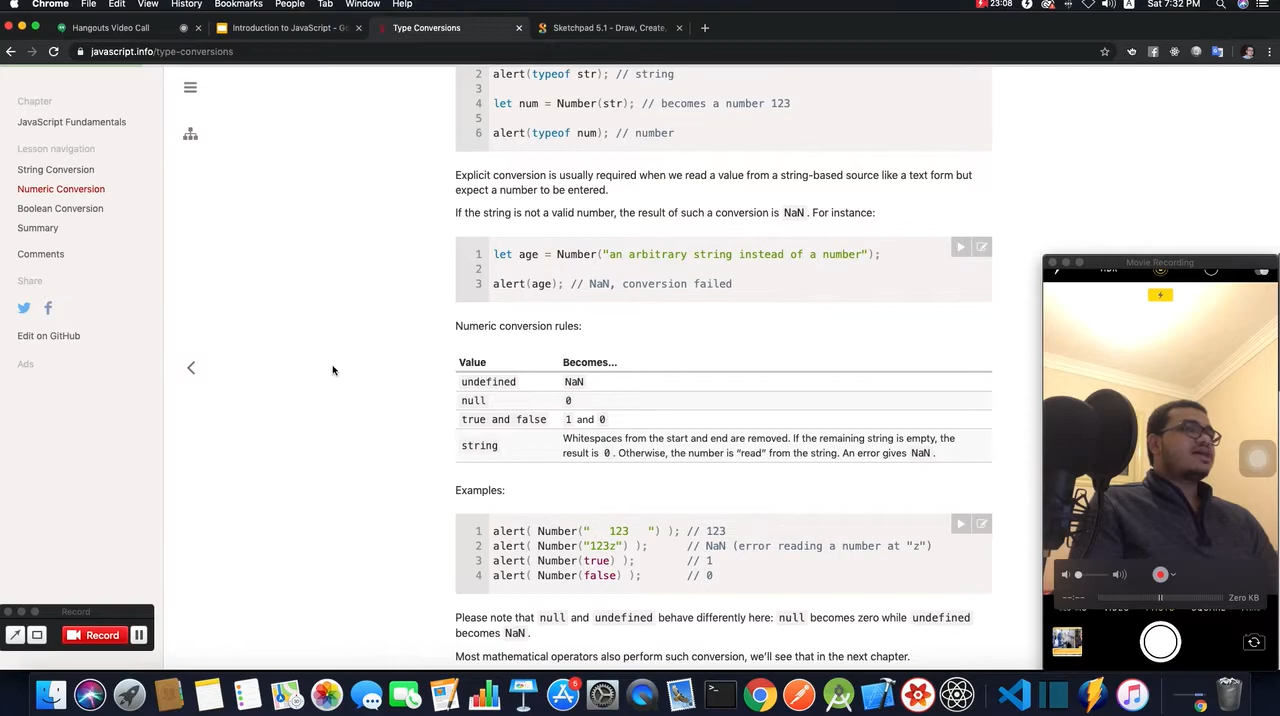 Chrome File Edit View History Bookmarks People Tab Window Help
23:08
Sat 7:32 PM
Hangouts Video Call
Introduction to JavaScript - G
Type Conversions
Sketchpad 5.1 - Draw, Create,
javascript.info/type-conversions
Chapter
JavaScript Fundamentals
Lesson navigation
String Conversion
Numeric Conversion
Boolean Conversion
Summary
Comments
Share
Edit on GitHub
Ads
2 alert(typeof str); // string
3
4 let num = Number(str); // becomes a number 123
5
6 alert(typeof num); // number
Explicit conversion is usually required when we read a value from a string-based source like a text form but
expect a number to be entered.
If the string is not a valid number, the result of such a conversion is NaN. For instance:
1 let age = Number("an arbitrary string instead of a number");
2
3 alert(age); // NaN, conversion failed
Numeric conversion rules:
Value Becomes...
undefined NaN
null 0
true and false 1 and 0
string Whitespaces from the start and end are removed. If the remaining string is empty, the
result is 0. Otherwise, the number is “read” from the string. An error gives NaN.
Examples:
1 alert( Number("   123   ") ); // 123
2 alert( Number("123z") );      // NaN (error reading a number at "z")
3 alert( Number(true) );        // 1
4 alert( Number(false) );       // 0
Please note that null and undefined behave differently here: null becomes zero while undefined
becomes NaN.
Most mathematical operators also perform such conversion, we’ll see that in the next chapter.
Movie Recording
--:--
Zero KB
Record
Record
5